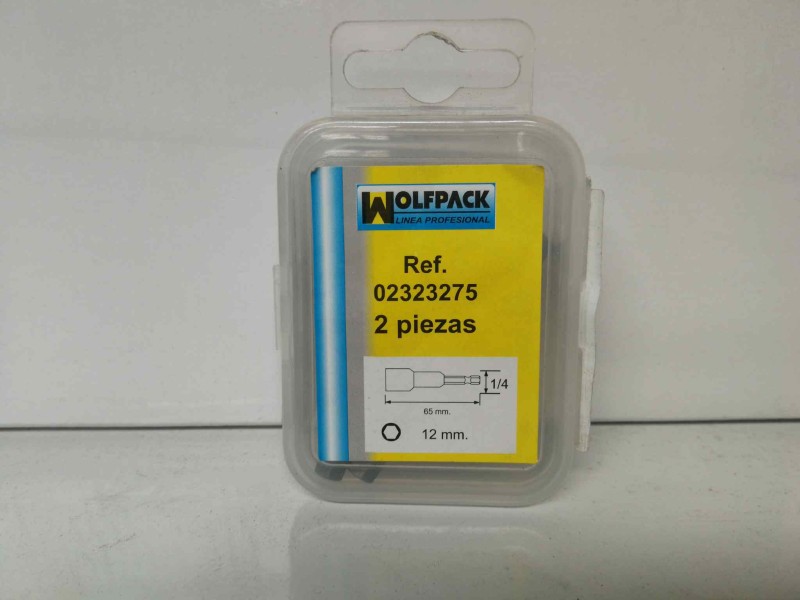 WOLFPACK
LINEA PROFESIONAL
Ref.
02323275
2 piezas
1/4
65 mm.
12 mm.